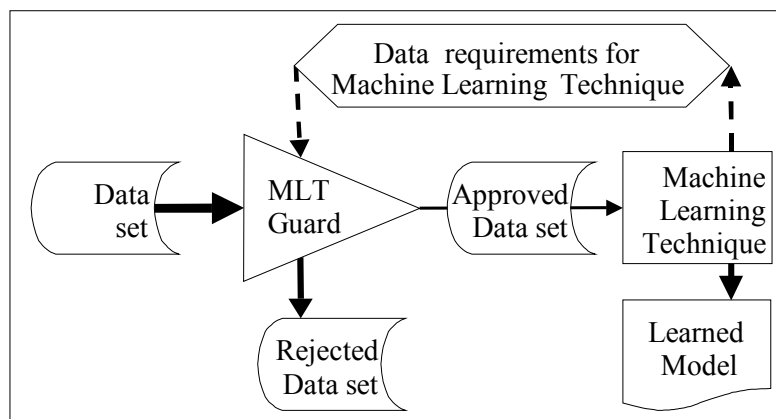 Data requirements for
Machine Learning Technique
Data
set
MLT
Guard
Approved
Data set
Machine
Learning
Technique
Rejected
Data set
Learned
Model